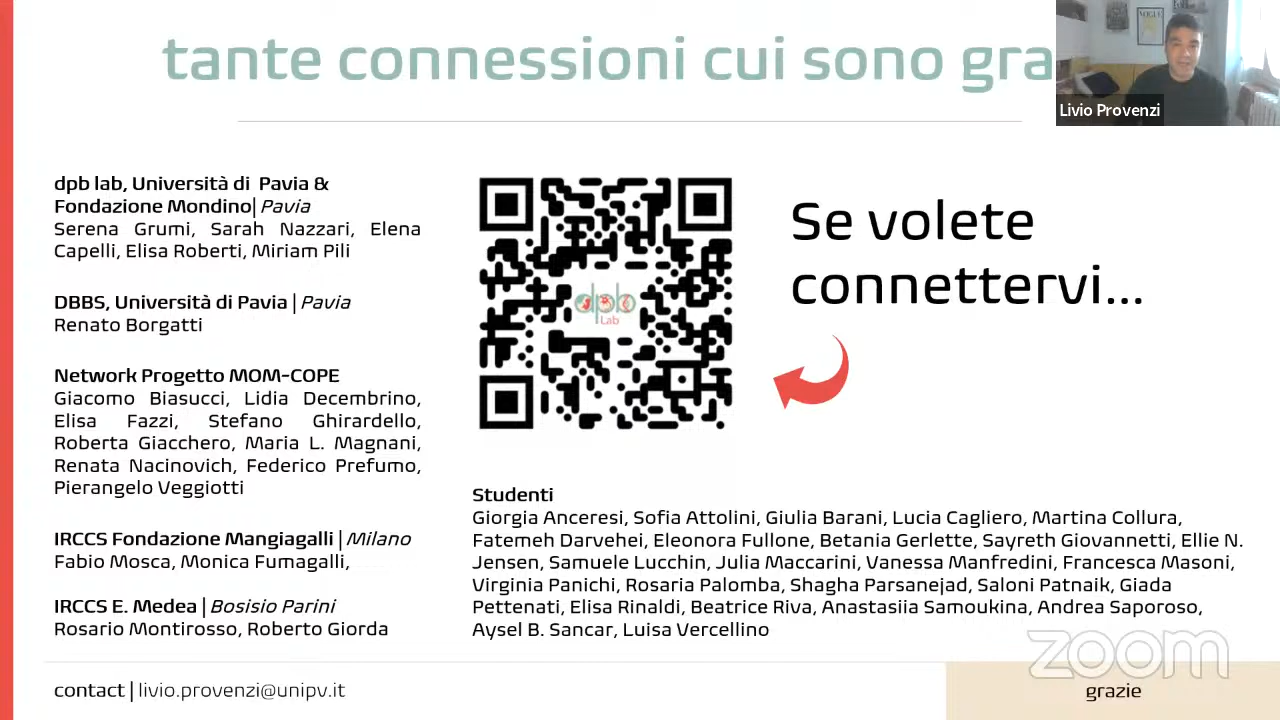 tante connessioni cui sono gra
VOGUE
Livio Provenzi
dpb lab, Università di Pavia &
Fondazione Mondino| Pavia
Serena Grumi, Sarah Nazzari, Elena
Capelli, Elisa Roberti, Miriam Pili
DBBS, Università di Pavia | Pavia
Renato Borgatti
Network Progetto MOM-COPE
Giacomo Biasucci, Lidia Decembrino,
Elisa Fazzi, Stefano Ghirardello,
Roberta Giacchero, Maria L. Magnani,
Renata Nacinovich, Federico Prefumo,
Pierangelo Veggiotti
IRCCS Fondazione Mangiagalli | Milano
Fabio Mosca, Monica Fumagalli,
IRCCS E. Medea | Bosisio Parini
Rosario Montirosso, Roberto Giorda
dpb
Lab
Se volete
connettervi...
Studenti
Giorgia Anceresi, Sofia Attolini, Giulia Barani, Lucia Cagliero, Martina Collura,
Fatemeh Darvehei, Eleonora Fullone, Betania Gerlette, Sayreth Giovannetti, Ellie N.
Jensen, Samuele Lucchin, Julia Maccarini, Vanessa Manfredini, Francesca Masoni,
Virginia Panichi, Rosaria Palomba, Shagha Parsanejad, Saloni Patnaik, Giada
Pettenati, Elisa Rinaldi, Beatrice Riva, Anastasiia Samoukina, Andrea Saporoso,
Aysel B. Sancar, Luisa Vercellino
zoom
contact | livio.provenzi@unipv.it
grazie